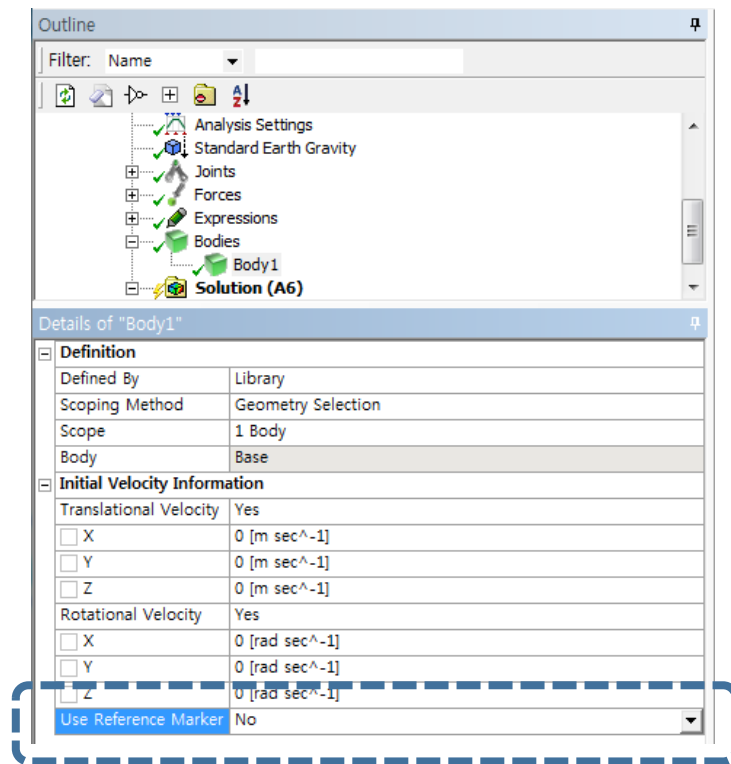 Outline
Filter: Name
A Z
Analysis Settings
Standard Earth Gravity
Joints
Forces
Expressions
Bodies
Body1
Solution (A6)
Details of "Body1"
Definition
Defined By Library
Scoping Method Geometry Selection
Scope 1 Body
Body Base
Initial Velocity Information
Translational Velocity Yes
X 0 [m sec^-1]
Y 0 [m sec^-1]
Z 0 [m sec^-1]
Rotational Velocity Yes
X 0 [rad sec^-1]
Y 0 [rad sec^-1]
Z 0 [rad sec^-1]
Use Reference Marker No